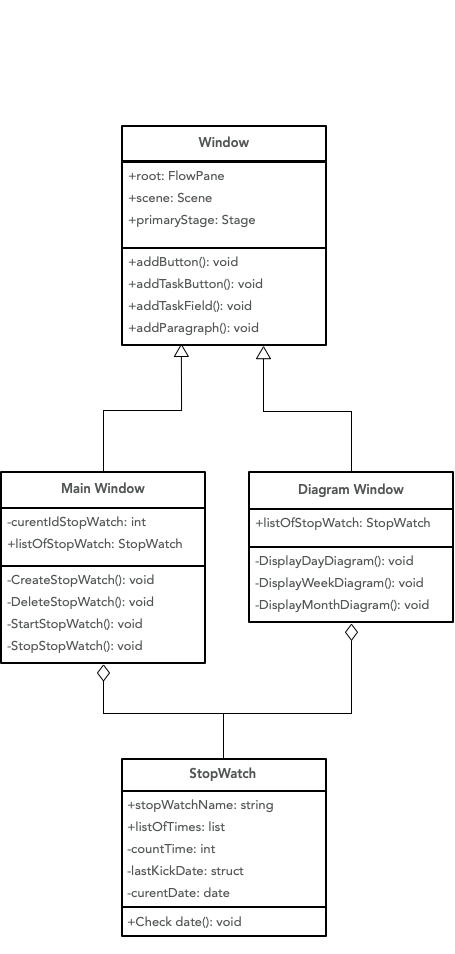 Window
+root: FlowPane
+scene: Scene
+primaryStage: Stage
+addButton(): void
+addTaskButton(): void
+addTaskField(): void
+addParagraph(): void
Main Window
-curentIdStopWatch: int
+listOfStopWatch: StopWatch
-CreateStopWatch(): void
-DeleteStopWatch(): void
-StartStopWatch(): void
-StopStopWatch(): void
Diagram Window
+listOfStopWatch: StopWatch
-DisplayDayDiagram(): void
-DisplayWeekDiagram(): void
-DisplayMonthDiagram(): void
StopWatch
+stopWatchName: string
+listOfTimes: list
-countTime: int
-lastKickDate: struct
-curentDate: date
+Check date(): void